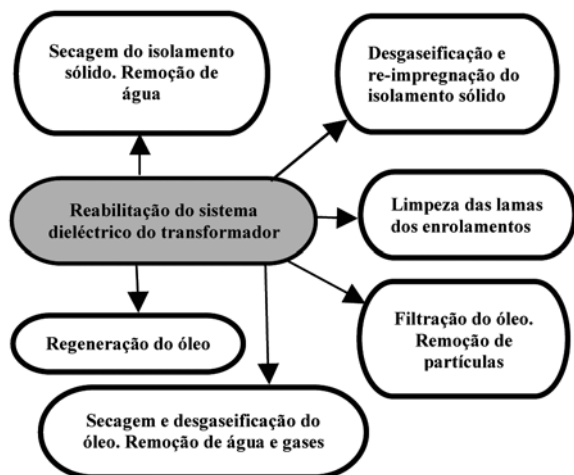 Secagem do isolamento
sólido. Remoção de
água
Desgaseificação e
re-impregnação do
isolamento sólido
Reabilitação do sistema
dieléctrico do transformador
Limpeza das lamas
dos enrolamentos
Filtração do óleo.
Remoção de
partículas
Regeneração do óleo
Secagem e desgaseificação do
óleo. Remoção de água e gases